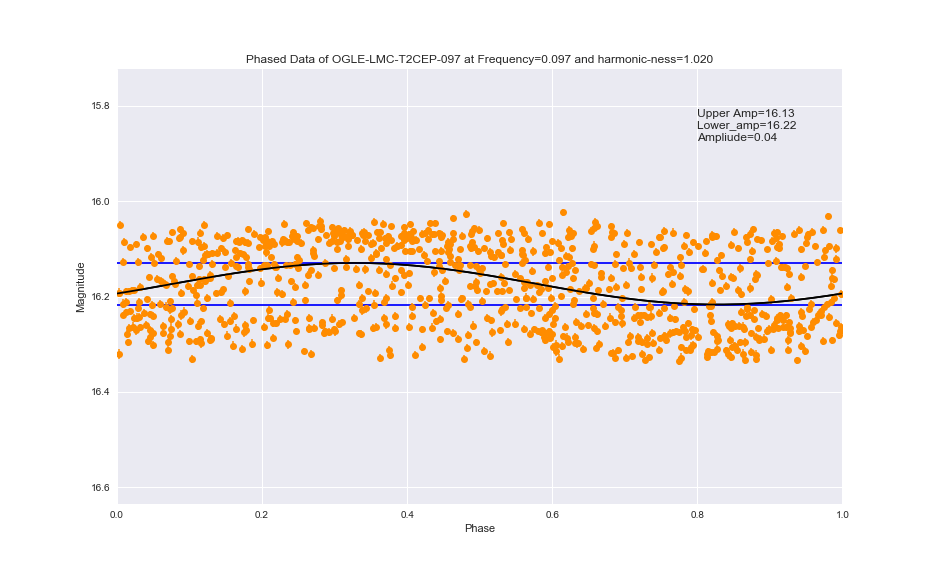 Phased Data of OGLE-LMC-T2CEP-097 at Frequency=0.097 and harmonic-ness=1.020
Upper Amp=16.13
Lower_amp=16.22
Ampliude=0.04
15.8
16.0
16.2
16.4
16.6
Magnitude
0.0 0.2 0.4 0.6 0.8 1.0
Phase